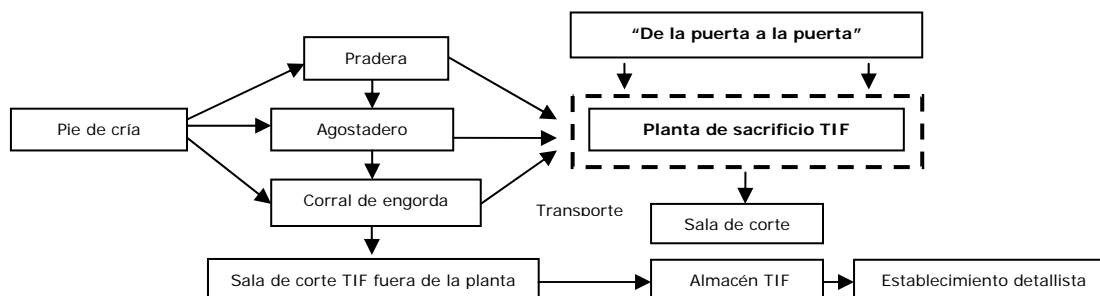 “De la puerta a la puerta”
Pradera
Pie de cría
Agostadero
Planta de sacrificio TIF
Corral de engorda
Transporte
Sala de corte
Sala de corte TIF fuera de la planta
Almacén TIF
Establecimiento detallista